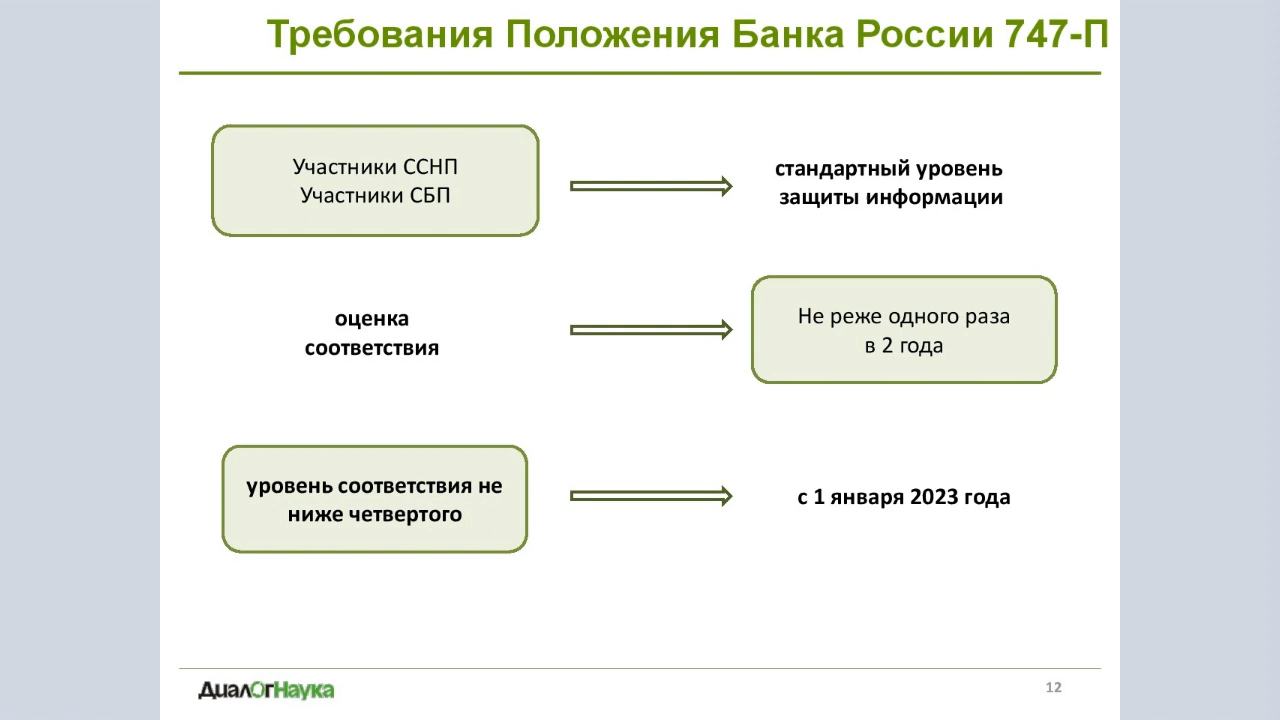 Требования Положения Банка России 747-П
Участники ССНП
Участники СБП
стандартный уровень
защиты информации
оценка
соответствия
Не реже одного раза
в 2 года
уровень соответствия не
ниже четвертого
с 1 января 2023 года
ДиалОгНаука
12